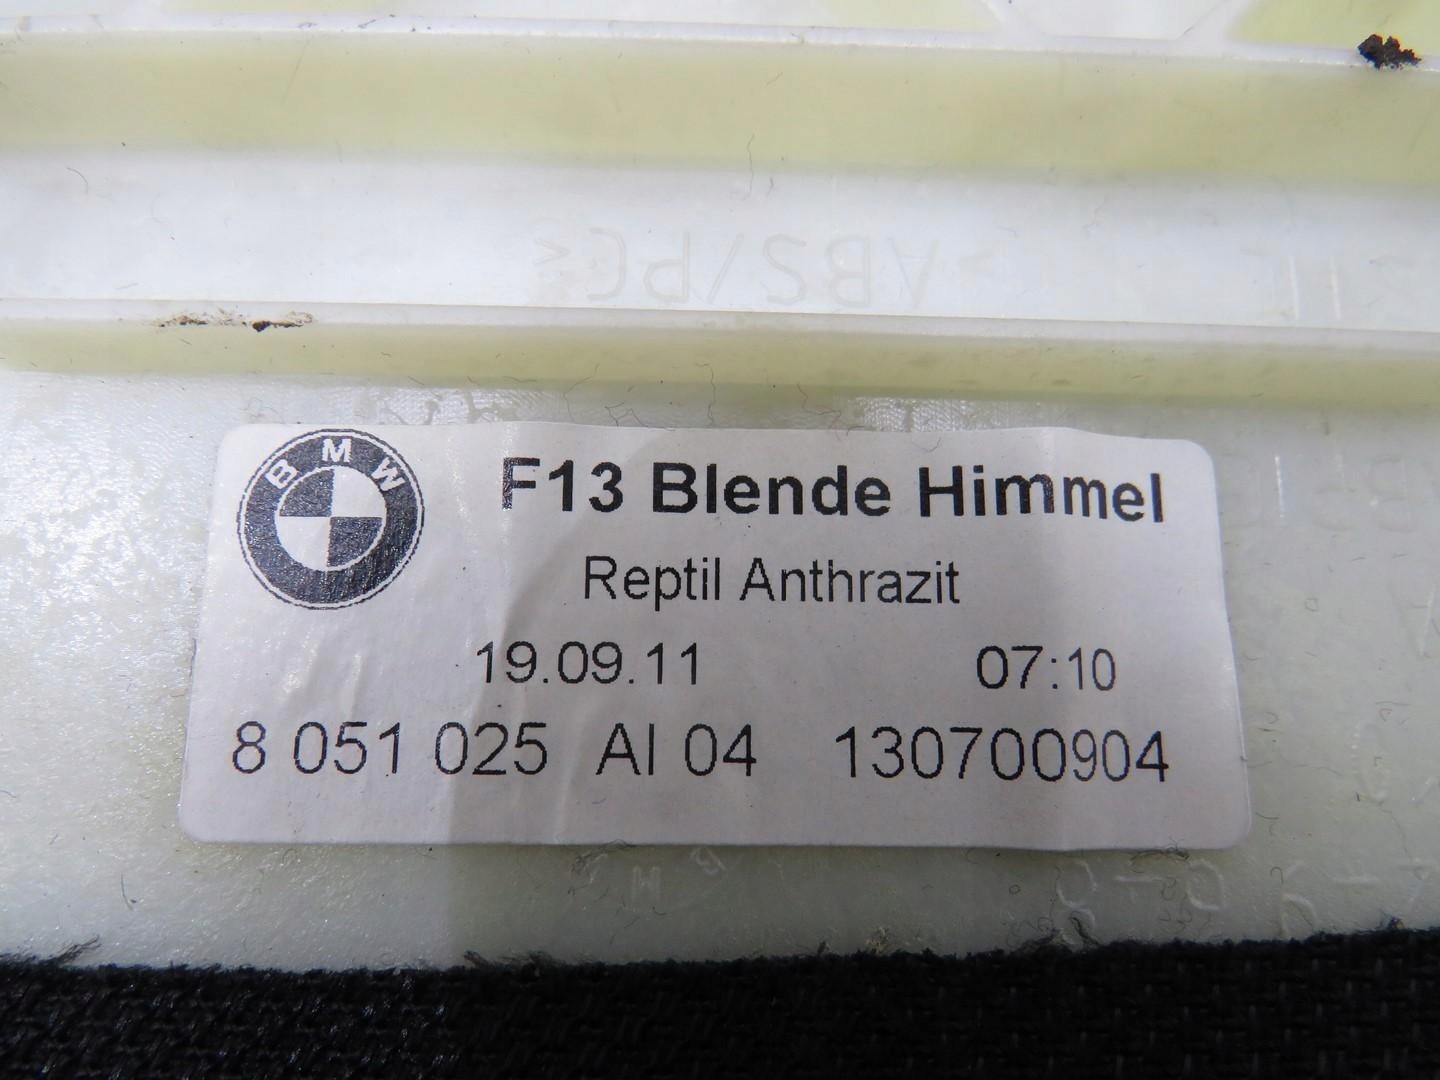 >ABS/PC<
BMW
F13 Blende Himmel
Reptil Anthrazit
19.09.11 07:10
8 051 025 AI 04 130700904
BM